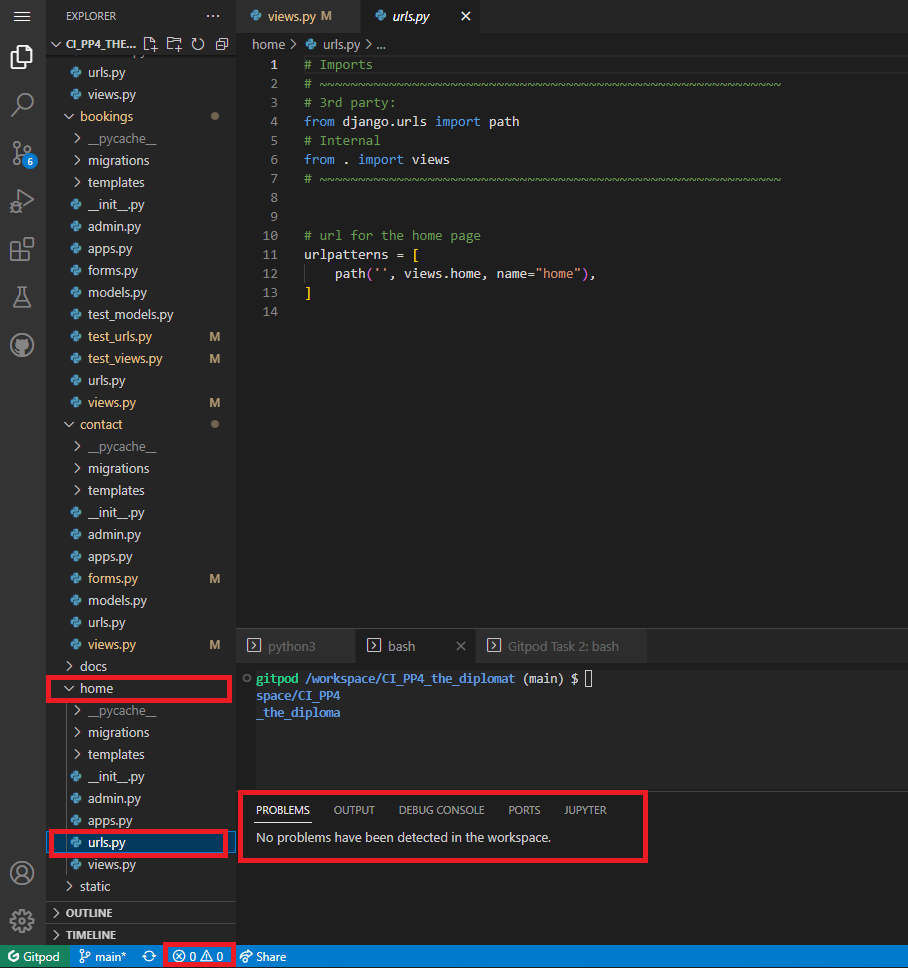 EXPLORER
CI_PP4_THE...
urls.py
views.py
bookings
__pycache__
migrations
templates
__init__.py
admin.py
apps.py
forms.py
models.py
test_models.py
test_urls.py M
test_views.py M
urls.py
views.py M
contact
__pycache__
migrations
templates
__init__.py
admin.py
apps.py
forms.py M
models.py
urls.py
views.py M
docs
home
__pycache__
migrations
templates
__init__.py
admin.py
apps.py
urls.py
views.py
static
OUTLINE
TIMELINE
views.py M urls.py
home > urls.py > ...
1 # Imports
2 # ~~~~~~~~~~~~~~~~~~~~~~~~~~~~~~~~~~~~~~~~~~~~~~~~~~~~~~~~~~~~
3 # 3rd party:
4 from django.urls import path
5 # Internal
6 from . import views
7 # ~~~~~~~~~~~~~~~~~~~~~~~~~~~~~~~~~~~~~~~~~~~~~~~~~~~~~~~~~~~~
8
9
10 # url for the home page
11 urlpatterns = [
12     path('', views.home, name="home"),
13 ]
14
python3 bash Gitpod Task 2: bash
gitpod /workspace/CI_PP4_the_diplomat (main) $
space/CI_PP4
_the_diploma
PROBLEMS OUTPUT DEBUG CONSOLE PORTS JUPYTER
No problems have been detected in the workspace.
6
Gitpod main* 0 0 Share